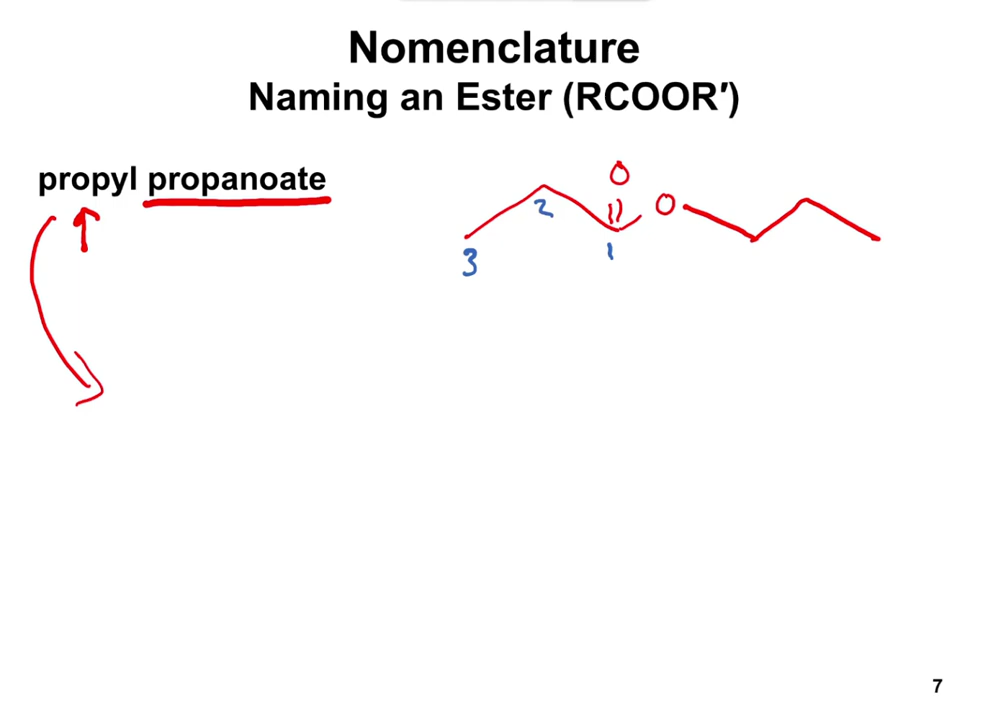 Nomenclature
Naming an Ester (RCOOR′)
propyl propanoate
O
O
2
1
3
7